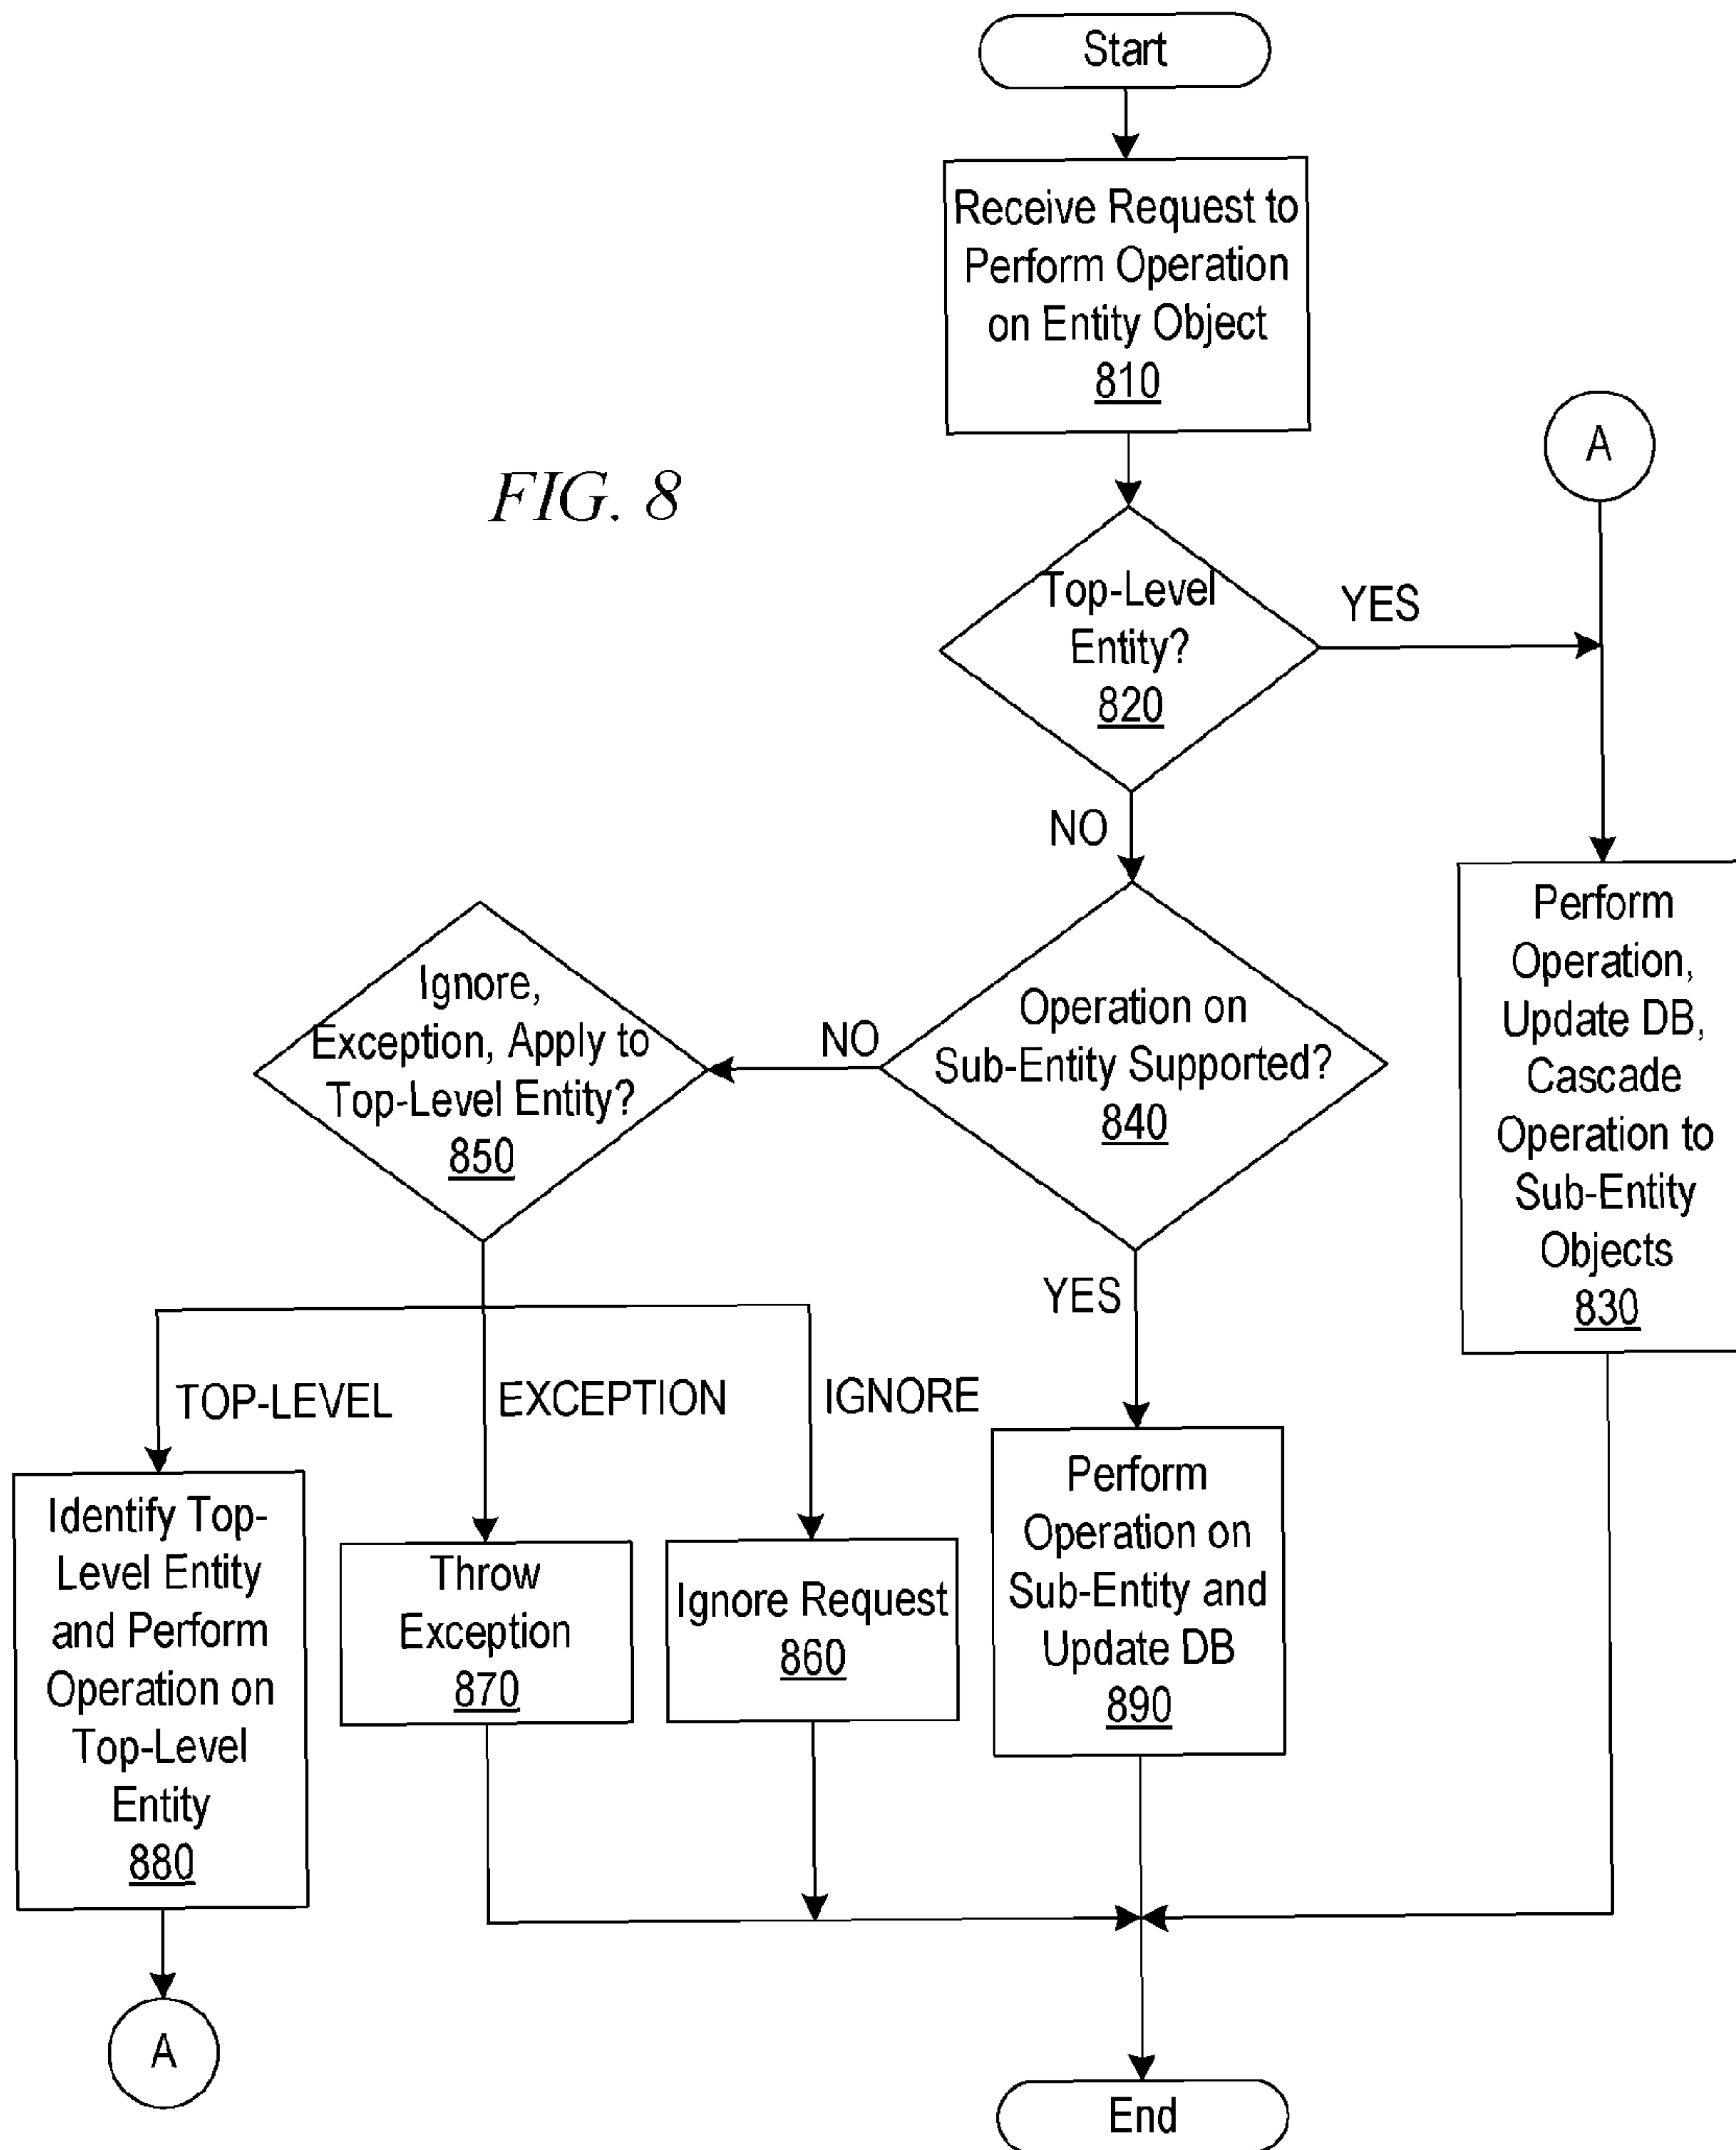 Start
Receive Request to
Perform Operation
on Entity Object
810
A
FIG. 8
Top-Level
Entity?
820
YES
NO
Perform
Operation,
Update DB,
Cascade
Operation to
Sub-Entity
Objects
830
Ignore,
Exception, Apply to
Top-Level Entity?
850
NO
Operation on
Sub-Entity Supported?
840
YES
TOP-LEVEL
EXCEPTION
IGNORE
Identify Top-
Level Entity
and Perform
Operation on
Top-Level
Entity
880
Throw
Exception
870
Ignore Request
860
Perform
Operation on
Sub-Entity and
Update DB
890
A
End